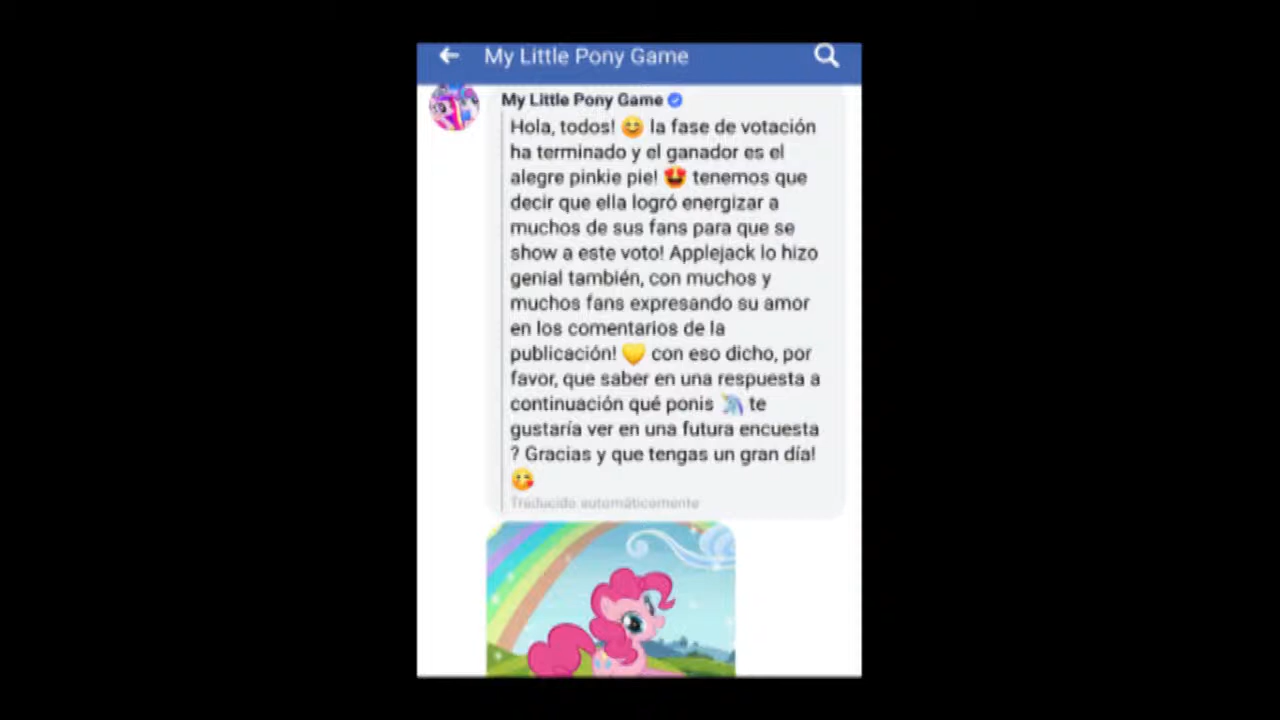 My Little Pony Game
My Little Pony Game
Hola, todos! 😊 la fase de votación
ha terminado y el ganador es el
alegre pinkie pie! 🤩 tenemos que
decir que ella logró energizar a
muchos de sus fans para que se
show a este voto! Applejack lo hizo
genial también, con muchos y
muchos fans expresando su amor
en los comentarios de la
publicación! 💛 con eso dicho, por
favor, que saber en una respuesta a
continuación qué ponis 🦄 te
gustaría ver en una futura encuesta
? Gracias y que tengas un gran día!
😋
Traducido automáticamente